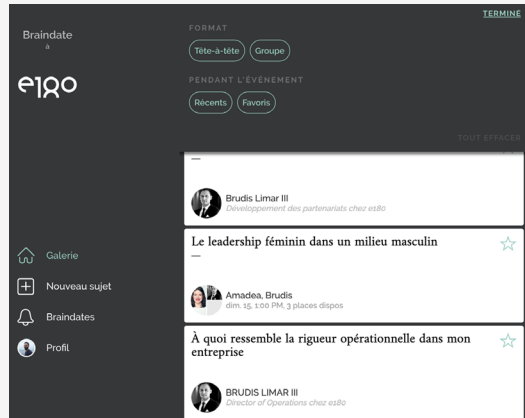 TERMINÉ
Braindate
à
e180
FORMAT
Tête-à-tête
Groupe
PENDANT L'ÉVÉNEMENT
Récents
Favoris
TOUT EFFACER
Brudis Limar III
Développement des partenariats chez e180
Le leadership féminin dans un milieu masculin
Amadea, Brudis
dim. 15, 1:00 PM, 3 places dispos
À quoi ressemble la rigueur opérationnelle dans mon
entreprise
BRUDIS LIMAR III
Director of Operations chez e180
Galerie
Nouveau sujet
Braindates
Profil